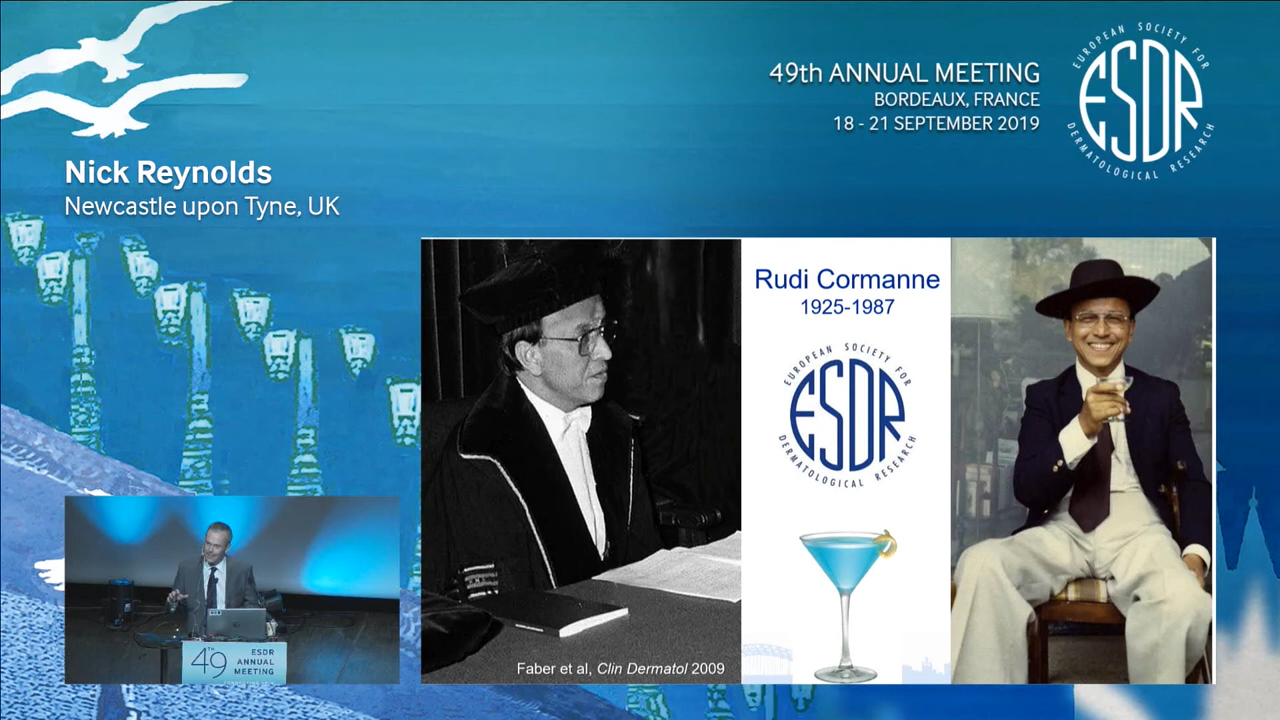 49th ANNUAL MEETING
BORDEAUX, FRANCE
18 - 21 SEPTEMBER 2019
EUROPEAN SOCIETY FOR
ESDR
DERMATOLOGICAL RESEARCH
Nick Reynolds
Newcastle upon Tyne, UK
Rudi Cormanne
1925-1987
EUROPEAN SOCIETY FOR
ESDR
DERMATOLOGICAL RESEARCH
Faber et al, Clin Dermatol 2009
49TH
ESDR
ANNUAL
MEETING